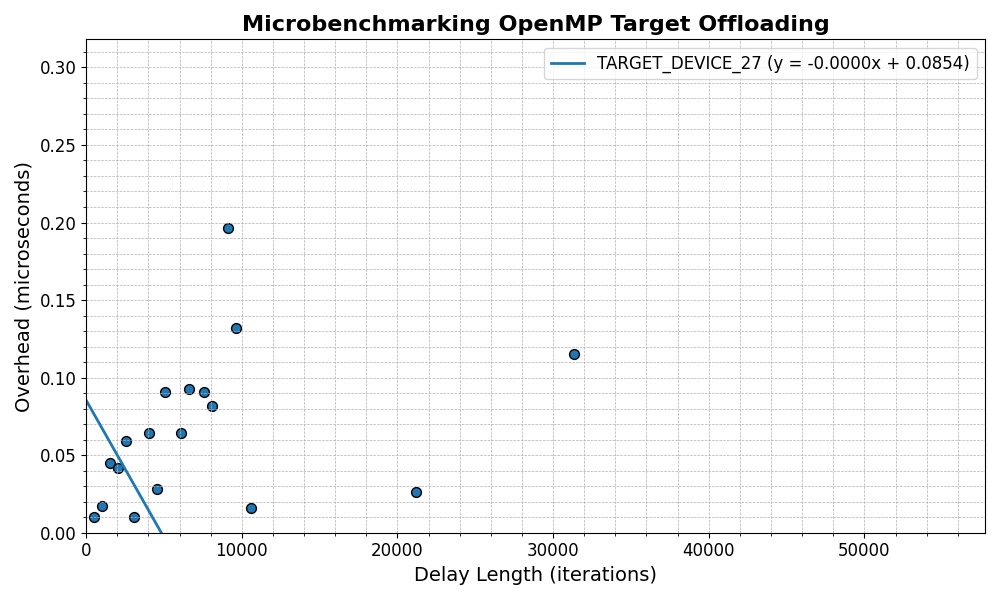 Microbenchmarking OpenMP Target Offloading
TARGET_DEVICE_27 (y = -0.0000x + 0.0854)
Overhead (microseconds)
0.30
0.25
0.20
0.15
0.10
0.05
0.00
0 10000 20000 30000 40000 50000
Delay Length (iterations)